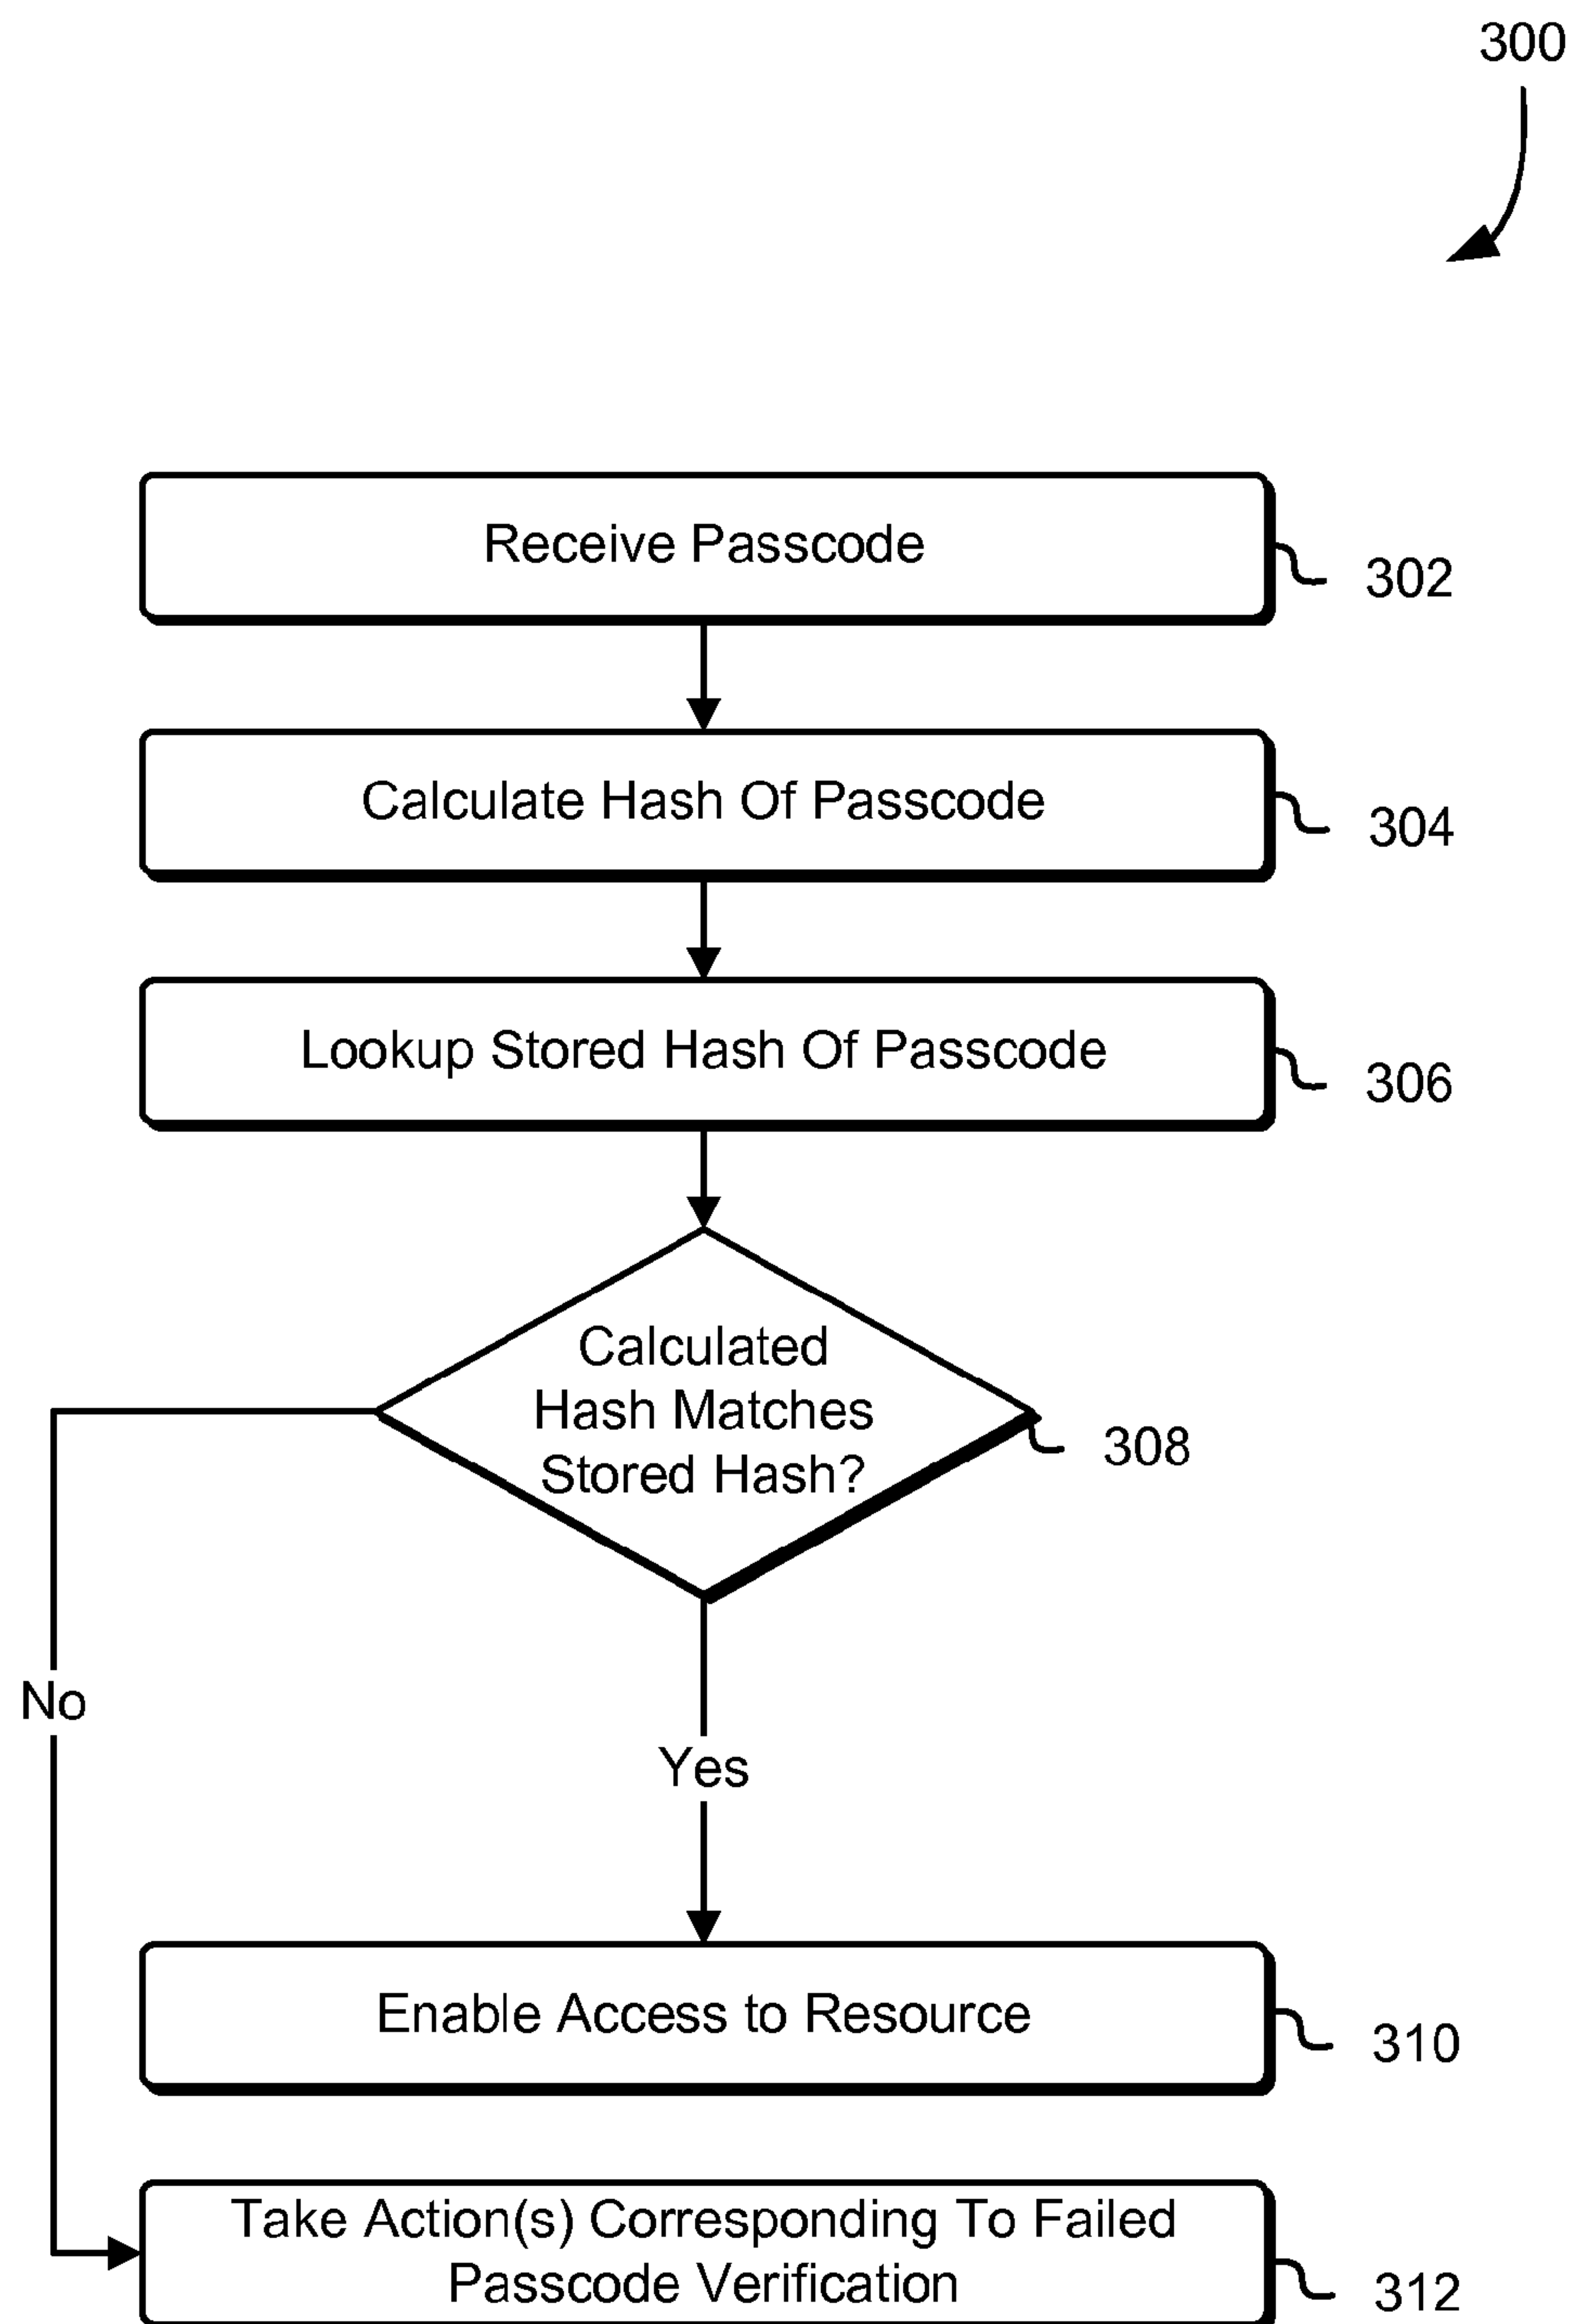 300
Receive Passcode
302
Calculate Hash Of Passcode
304
Lookup Stored Hash Of Passcode
306
Calculated
Hash Matches
Stored Hash?
308
No
Yes
Enable Access to Resource
310
Take Action(s) Corresponding To Failed
Passcode Verification
312